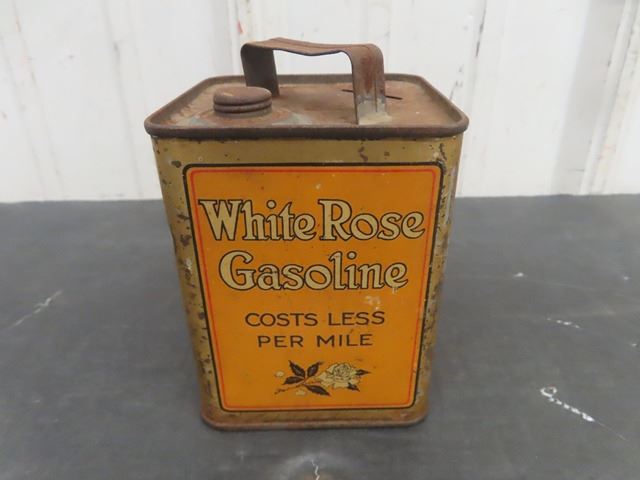 White Rose
Gasoline
COSTS LESS
PER MILE